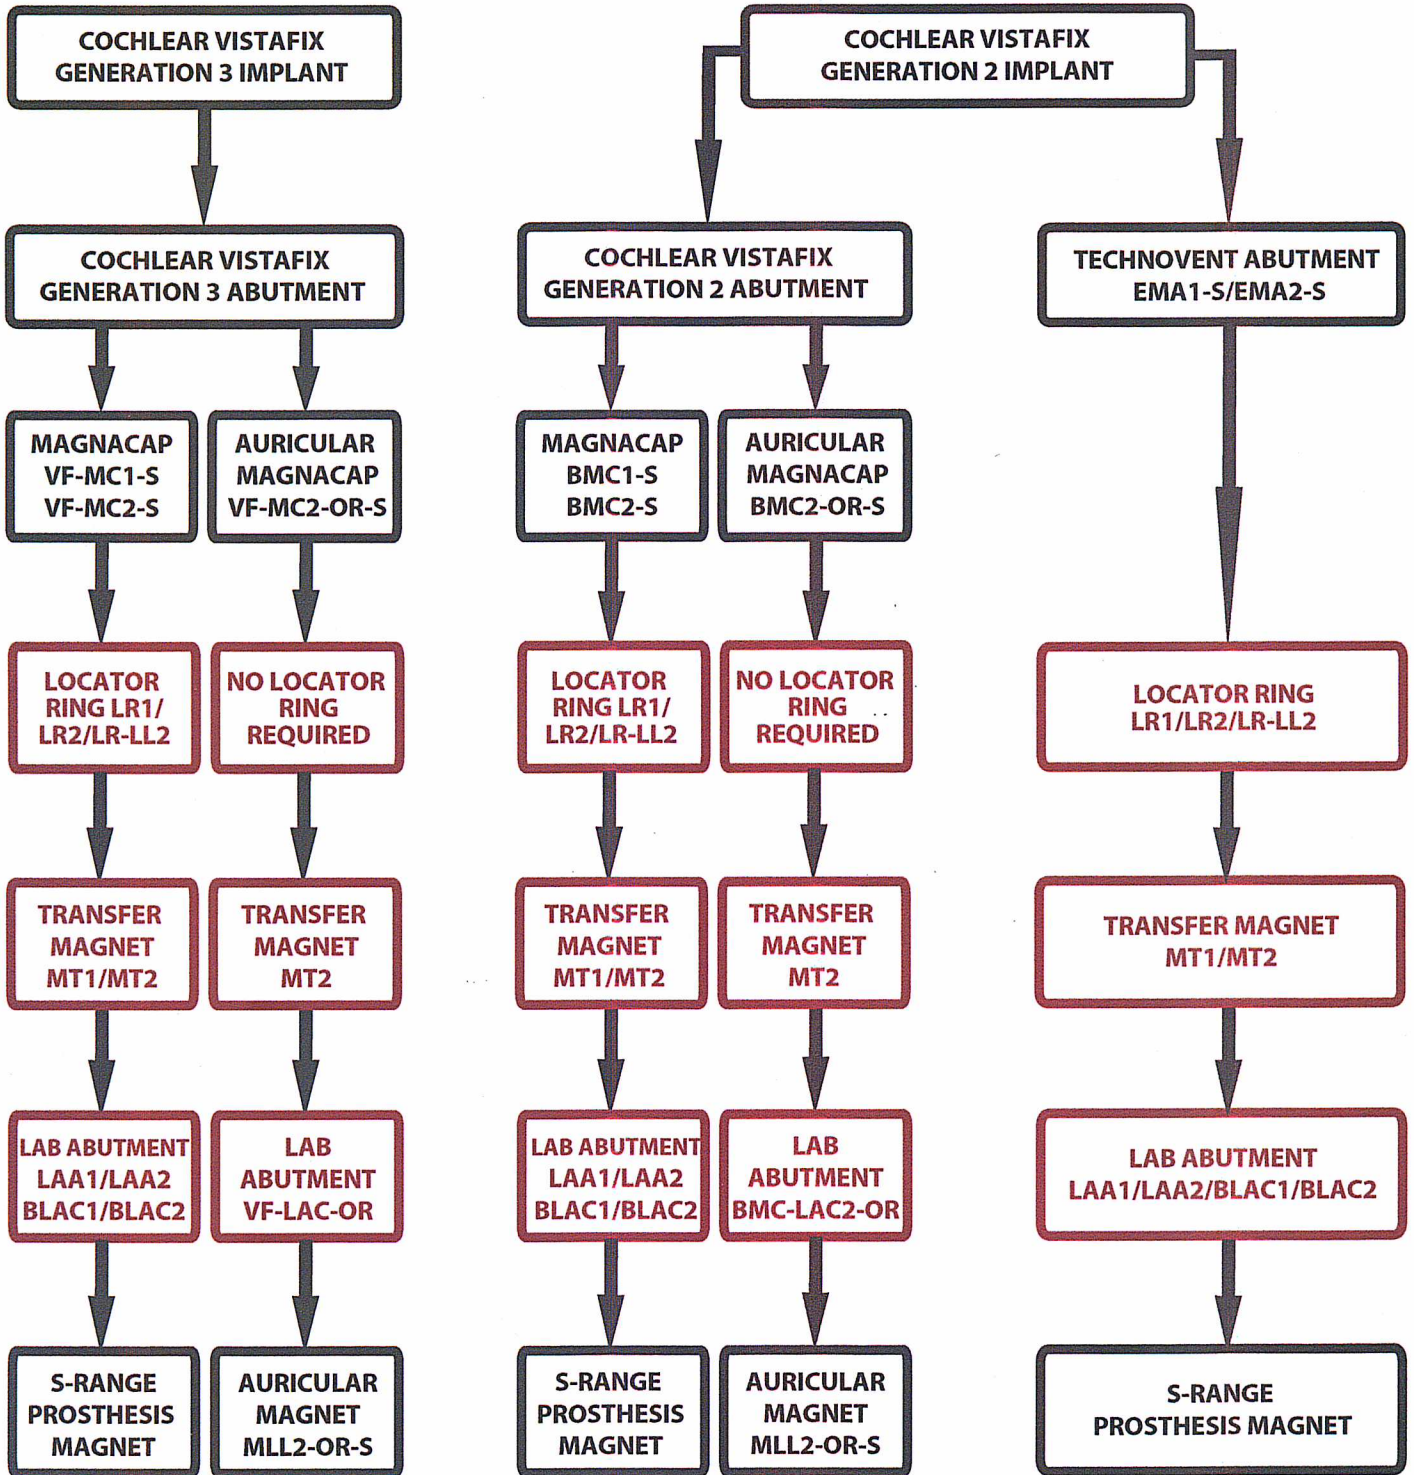 COCHLEAR VISTAFIX
GENERATION 3 IMPLANT
COCHLEAR VISTAFIX
GENERATION 2 IMPLANT
COCHLEAR VISTAFIX
GENERATION 3 ABUTMENT
COCHLEAR VISTAFIX
GENERATION 2 ABUTMENT
TECHNOVENT ABUTMENT
EMA1-S/EMA2-S
MAGNACAP
VF-MC1-S
VF-MC2-S
AURICULAR
MAGNACAP
VF-MC2-OR-S
MAGNACAP
BMC1-S
BMC2-S
AURICULAR
MAGNACAP
BMC2-OR-S
LOCATOR
RING LR1/
LR2/LR-LL2
NO LOCATOR
RING
REQUIRED
LOCATOR
RING LR1/
LR2/LR-LL2
NO LOCATOR
RING
REQUIRED
LOCATOR RING
LR1/LR2/LR-LL2
TRANSFER
MAGNET
MT1/MT2
TRANSFER
MAGNET
MT2
TRANSFER
MAGNET
MT1/MT2
TRANSFER
MAGNET
MT2
TRANSFER MAGNET
MT1/MT2
LAB ABUTMENT
LAA1/LAA2
BLAC1/BLAC2
LAB
ABUTMENT
VF-LAC-OR
LAB ABUTMENT
LAA1/LAA2
BLAC1/BLAC2
LAB
ABUTMENT
BMC-LAC2-OR
LAB ABUTMENT
LAA1/LAA2/BLAC1/BLAC2
S-RANGE
PROSTHESIS
MAGNET
AURICULAR
MAGNET
MLL2-OR-S
S-RANGE
PROSTHESIS
MAGNET
AURICULAR
MAGNET
MLL2-OR-S
S-RANGE
PROSTHESIS MAGNET